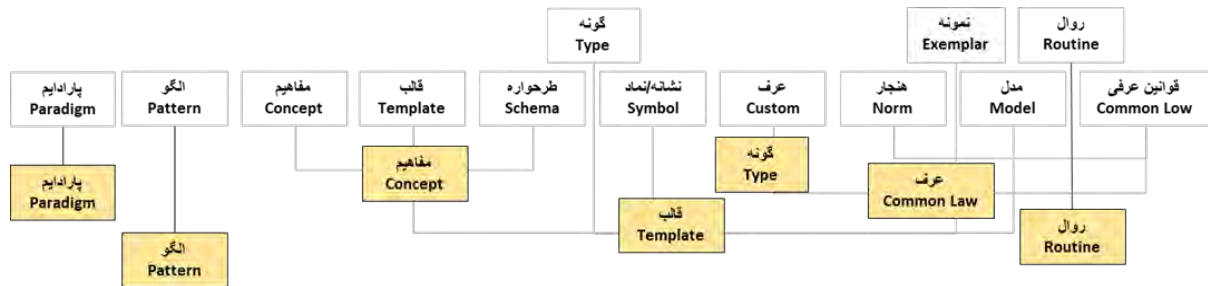 گونه
Type
نمونه
Exemplar
روال
Routine
پارادایم
Paradigm
الگو
Pattern
مفاهیم
Concept
قالب
Template
طرحواره
Schema
نشانه/نماد
Symbol
عرف
Custom
هنجار
Norm
مدل
Model
قوانین عرفی
Common Low
مفاهیم
Concept
گونه
Type
پارادایم
Paradigm
عرف
Common Law
قالب
Template
روال
Routine
الگو
Pattern